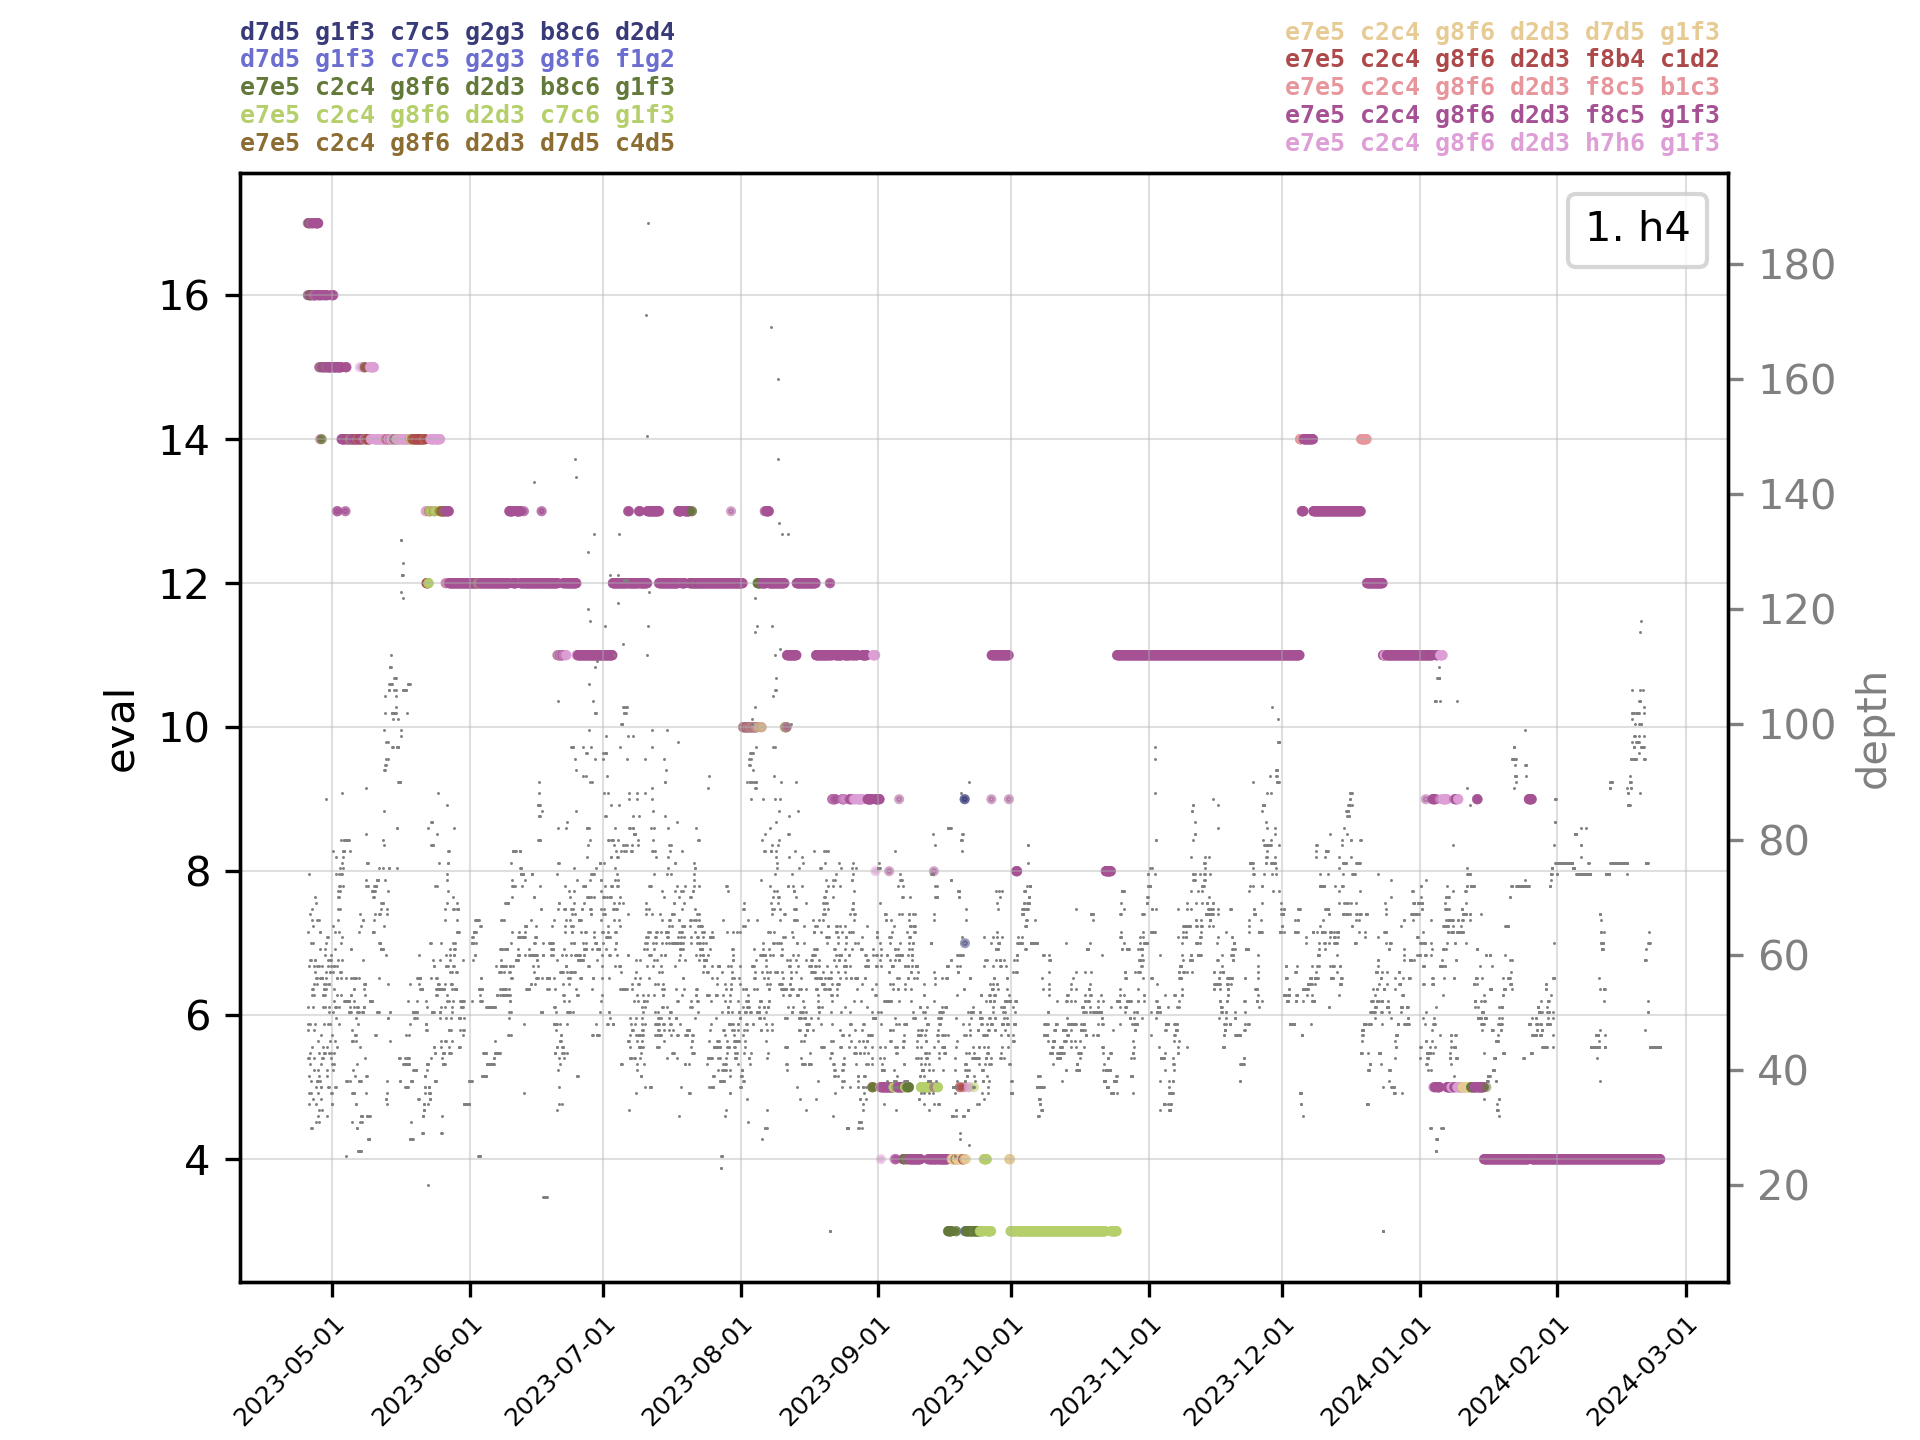 d7d5 g1f3 c7c5 g2g3 b8c6 d2d4
d7d5 g1f3 c7c5 g2g3 g8f6 f1g2
e7e5 c2c4 g8f6 d2d3 b8c6 g1f3
e7e5 c2c4 g8f6 d2d3 c7c6 g1f3
e7e5 c2c4 g8f6 d2d3 d7d5 c4d5
e7e5 c2c4 g8f6 d2d3 d7d5 g1f3
e7e5 c2c4 g8f6 d2d3 f8b4 c1d2
e7e5 c2c4 g8f6 d2d3 f8c5 b1c3
e7e5 c2c4 g8f6 d2d3 f8c5 g1f3
e7e5 c2c4 g8f6 d2d3 h7h6 g1f3
1. h4
eval
16
14
12
10
8
6
4
depth
180
160
140
120
100
80
60
40
20
2023-05-01
2023-06-01
2023-07-01
2023-08-01
2023-09-01
2023-10-01
2023-11-01
2023-12-01
2024-01-01
2024-02-01
2024-03-01